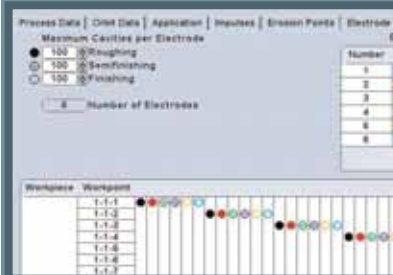 Process Data | Orbit Data | Application | Impulses | Erosion Points | Electrode
Maximum Cavities per Electrode
100 Roughing
100 Semifinishing
100 Finishing
Number of Electrodes
Number
1
2
3
4
5
6
Workpiece Workpoint
1-1-1
1-1-2
1-1-3
1-1-4
1-1-5
1-1-6
1-1-7